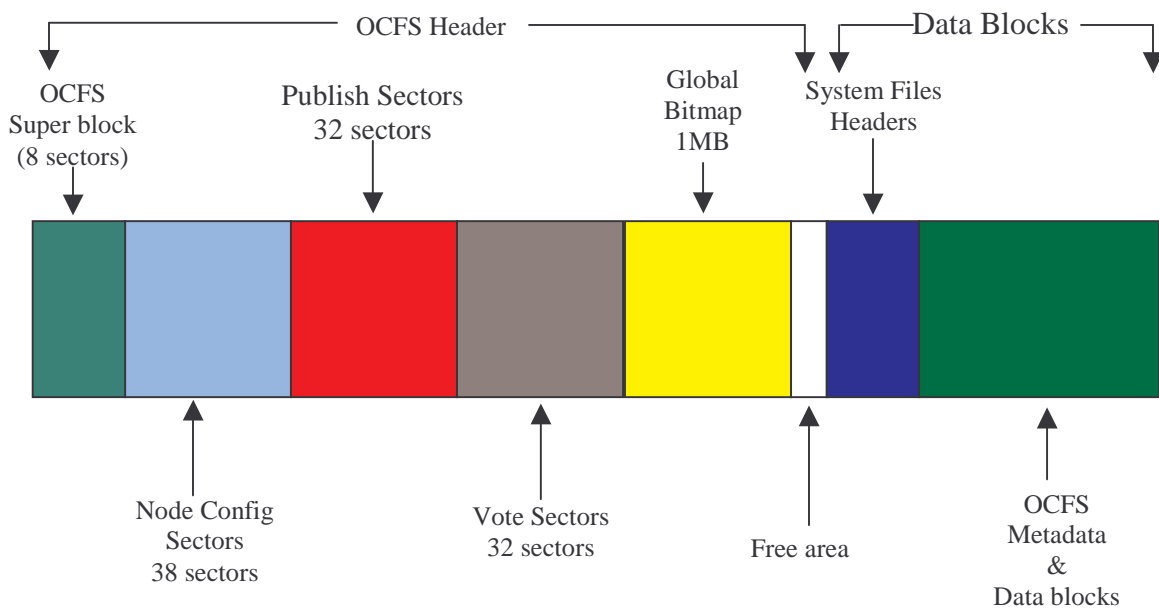 OCFS Header
Data Blocks
OCFS
Super block
(8 sectors)
Publish Sectors
32 sectors
Global
Bitmap
1MB
System Files
Headers
Node Config
Sectors
38 sectors
Vote Sectors
32 sectors
Free area
OCFS
Metadata
&
Data blocks